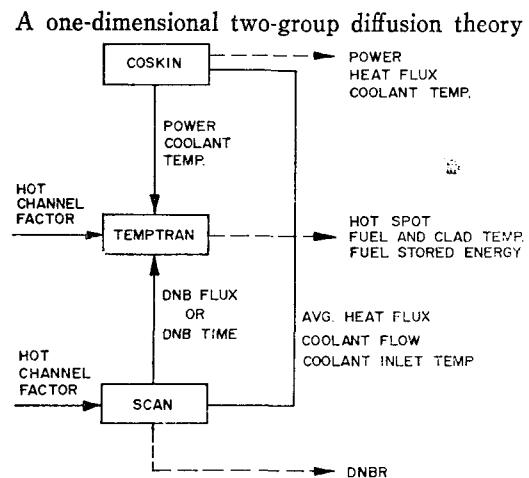 A one-dimensional two-group diffusion theory
COSKIN
POWER
HEAT FLUX
COOLANT TEMP.
POWER
COOLANT
TEMP.
HOT
CHANNEL
FACTOR
TEMPTRAN
HOT SPOT
FUEL AND CLAD TEMP.
FUEL STORED ENERGY
DNB FLUX
OR
DNB TIME
AVG. HEAT FLUX
COOLANT FLOW
COOLANT INLET TEMP
HOT
CHANNEL
FACTOR
SCAN
DNBR